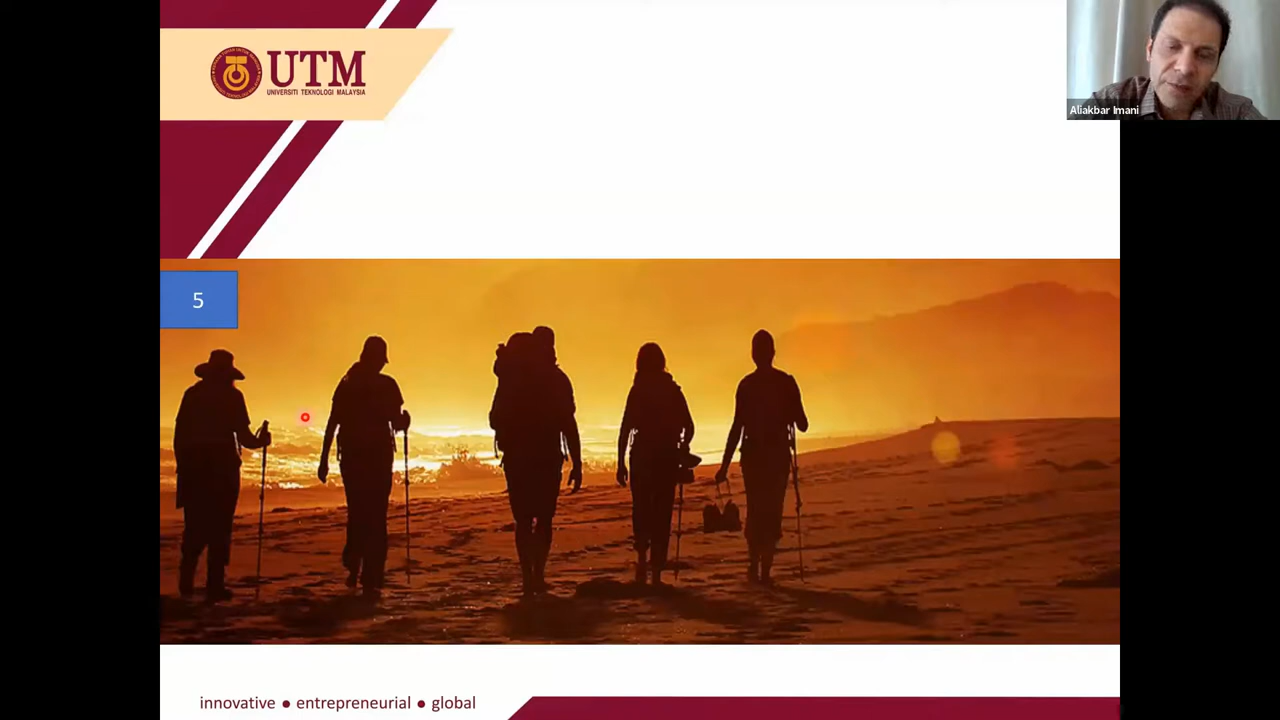 UTM
UNIVERSITI TEKNOLOGI MALAYSIA
Aliakbar Imani
5
innovative ● entrepreneurial ● global